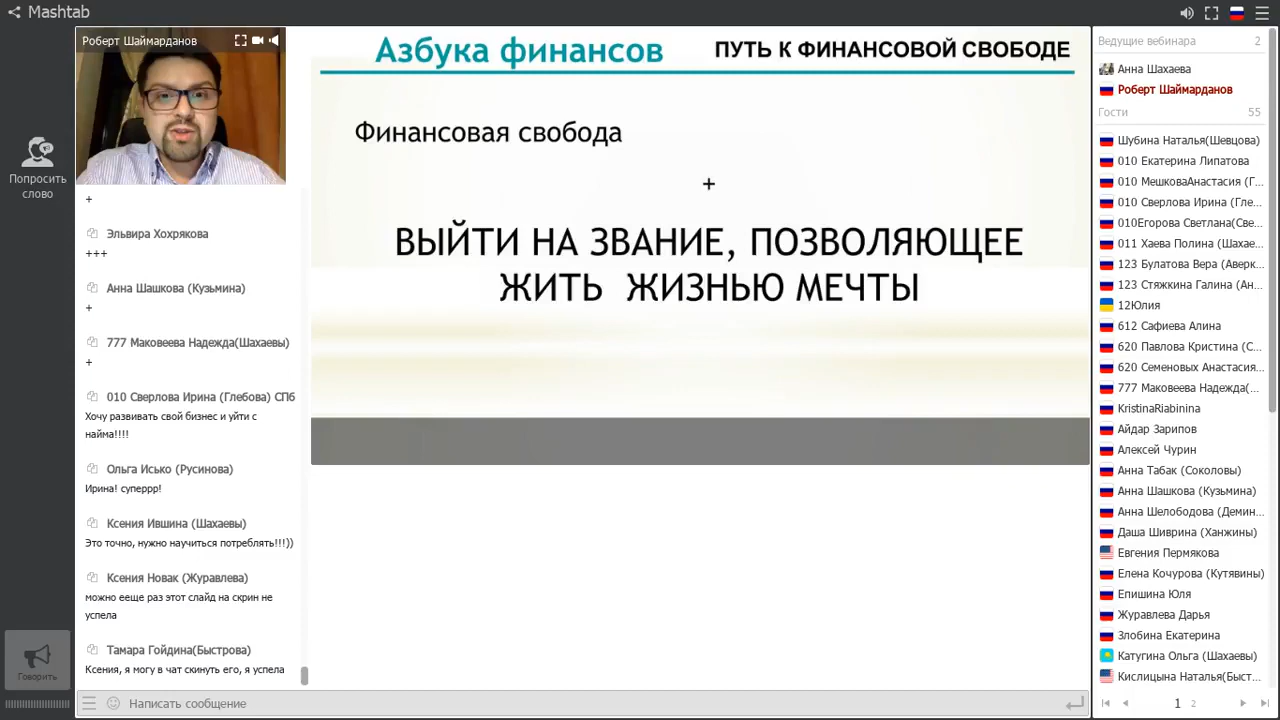 Mashtab
Попросить
слово
Говорить
Роберт Шаймарданов
+
Эльвира Хохрякова
+++
Анна Шашкова (Кузьмина)
+
777 Маковеева Надежда(Шахаевы)
+
010 Сверлова Ирина (Глебова) СПб
Хочу развивать свой бизнес и уйти с
найма!!!!
Ольга Исько (Русинова)
Ирина! суперрр!
Ксения Ившина (Шахаевы)
Это точно, нужно научиться потреблять!!!))
Ксения Новак (Журавлева)
можно ееще раз этот слайд на скрин не
успела
Тамара Гойдина(Быстрова)
Ксения, я могу в чат скинуть его, я успела
Написать сообщение
Азбука финансов
ПУТЬ К ФИНАНСОВОЙ СВОБОДЕ
Финансовая свобода
+
ВЫЙТИ НА ЗВАНИЕ, ПОЗВОЛЯЮЩЕЕ
ЖИТЬ ЖИЗНЬЮ МЕЧТЫ
Ведущие вебинара 2
Анна Шахаева
Роберт Шаймарданов
Гости 55
Шубина Наталья(Шевцова)
010 Екатерина Липатова
010 МешковаАнастасия (Г...
010 Сверлова Ирина (Гле...
010Егорова Светлана(Све...
011 Хаева Полина (Шахае...
123 Булатова Вера (Аверк...
123 Стяжкина Галина (Ан...
12Юлия
612 Сафиева Алина
620 Павлова Кристина (С...
620 Семеновых Анастасия...
777 Маковеева Надежда(...
KristinaRiabinina
Айдар Зарипов
Алексей Чурин
Анна Табак (Соколовы)
Анна Шашкова (Кузьмина)
Анна Шелободова (Демин...
Даша Шиврина (Ханжины)
Евгения Пермякова
Елена Кочурова (Кутявины)
Епишина Юля
Журавлева Дарья
Злобина Екатерина
Катугина Ольга (Шахаевы)
Кислицына Наталья(Быст...
1 2